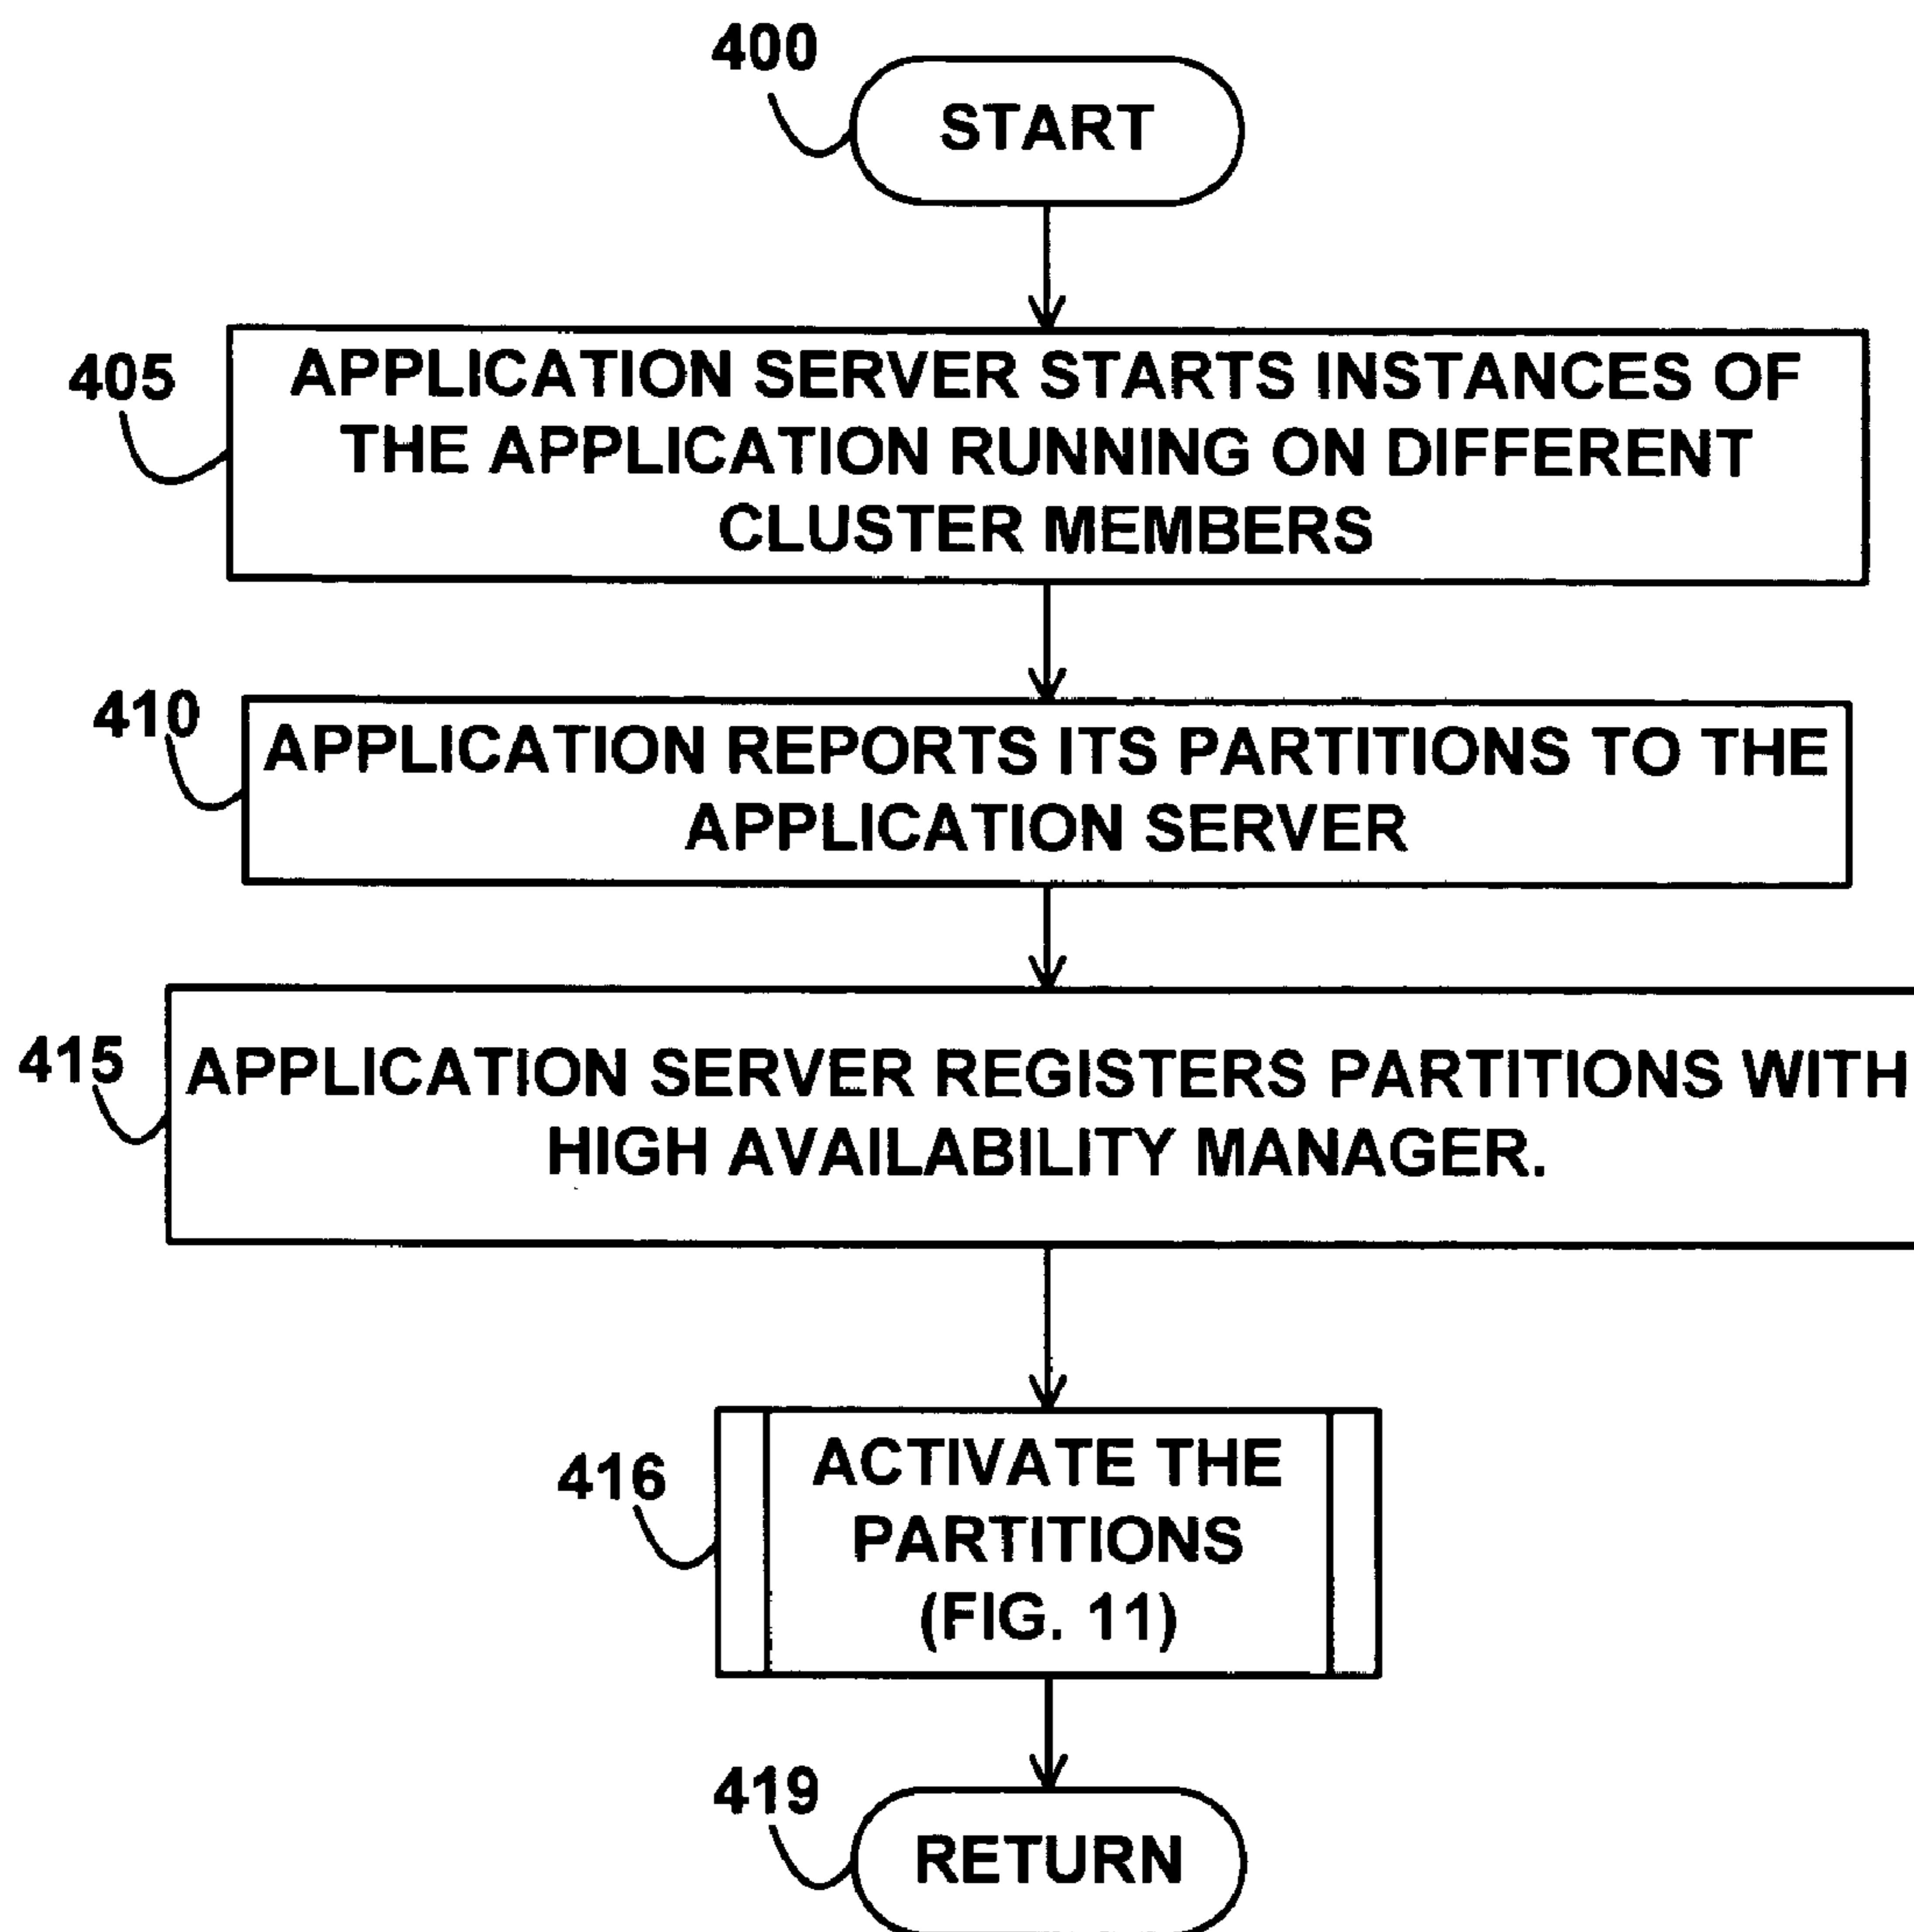 400
START
405
APPLICATION SERVER STARTS INSTANCES OF
THE APPLICATION RUNNING ON DIFFERENT
CLUSTER MEMBERS
410
APPLICATION REPORTS ITS PARTITIONS TO THE
APPLICATION SERVER
415
APPLICATION SERVER REGISTERS PARTITIONS WITH
HIGH AVAILABILITY MANAGER.
416
ACTIVATE THE
PARTITIONS
(FIG. 11)
419
RETURN